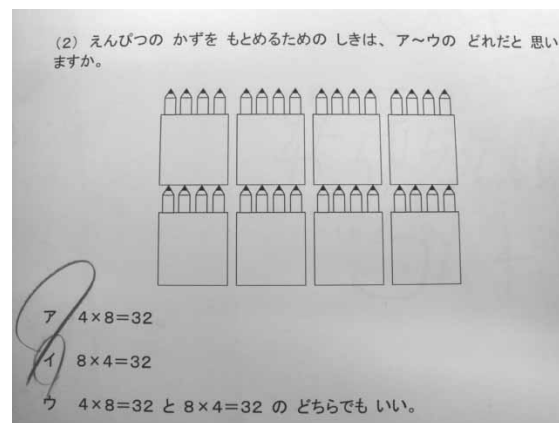 (2) えんぴつの かずを もとめるための しきは、ア～ウの どれだと 思い
ますか。
ア 4×8=32
イ 8×4=32
ウ 4×8=32 と 8×4=32 の どちらでも いい。